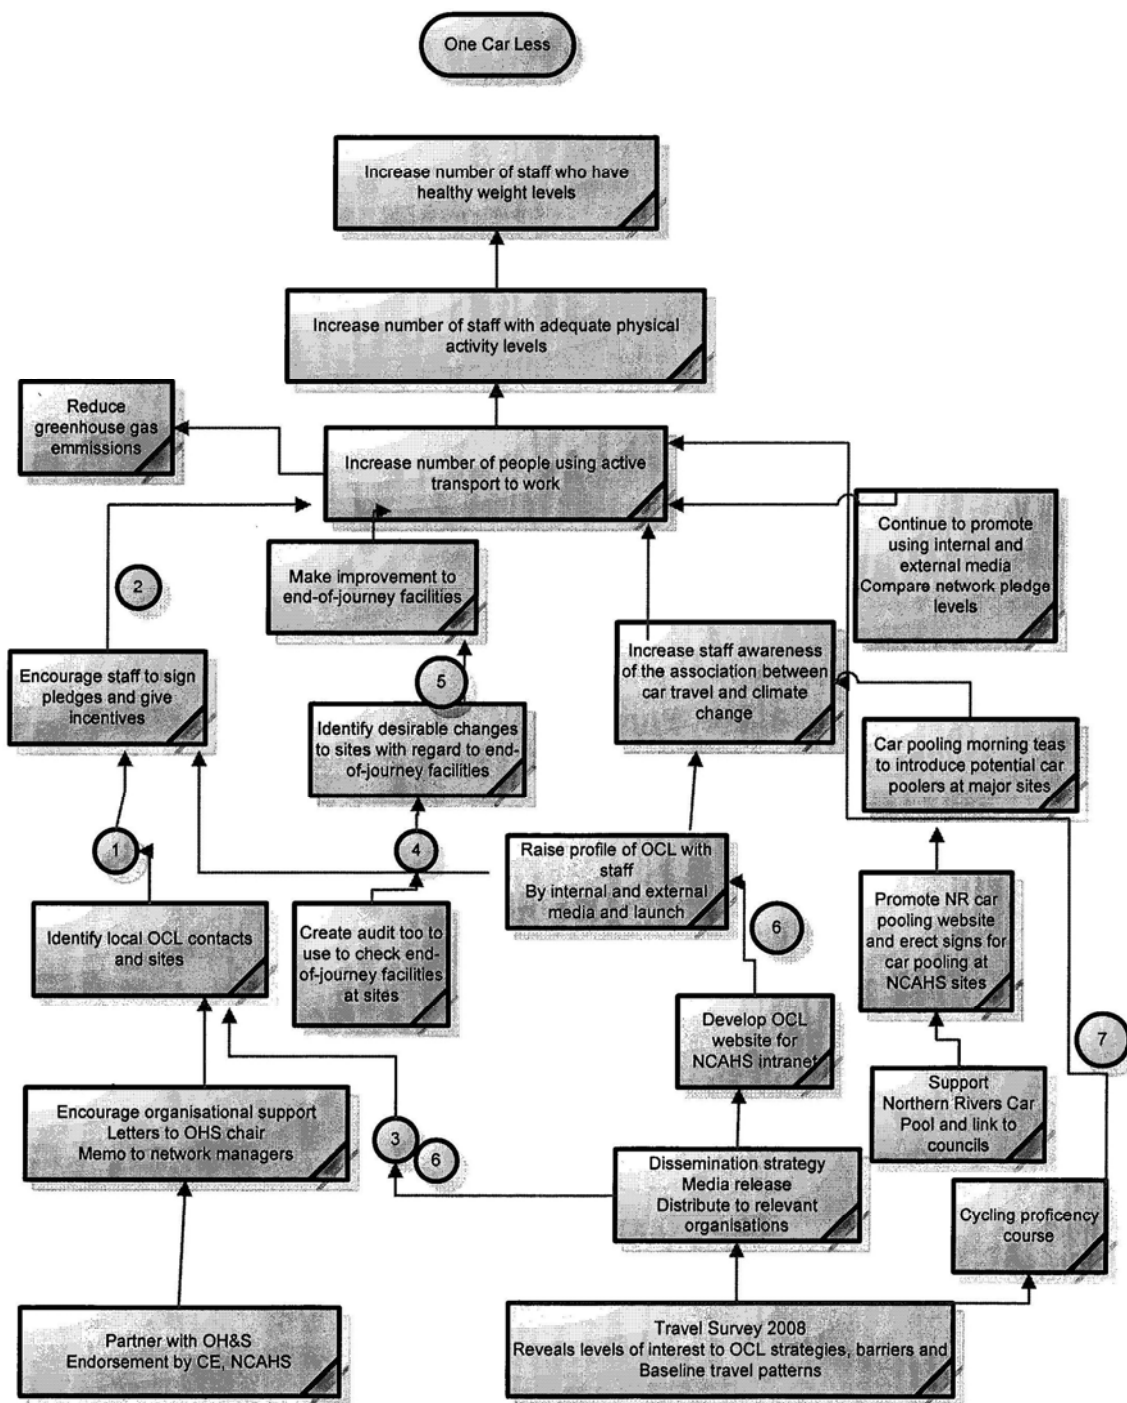 One Car Less
Increase number of staff who have
healthy weight levels
Increase number of staff with adequate physical
activity levels
Reduce
greenhouse gas
emmissions
Increase number of people using active
transport to work
Continue to promote
using internal and
external media
Compare network pledge
levels
2
Make improvement to
end-of-journey facilities
Encourage staff to sign
pledges and give
incentives
5
Increase staff awareness
of the association between
car travel and climate
change
Identify desirable changes
to sites with regard to end-
of-journey facilities
Car pooling morning teas
to introduce potential car
poolers at major sites
1
4
Raise profile of OCL with
staff
By internal and external
media and launch
Identify local OCL contacts
and sites
Create audit too to
use to check end-
of-journey facilities
at sites
6
Promote NR car
pooling website
and erect signs for
car pooling at
NCAHS sites
Develop OCL
website for
NCAHS intranet
7
Encourage organisational support
Letters to OHS chair
Memo to network managers
3
6
Support
Northern Rivers Car
Pool and link to
councils
Dissemination strategy
Media release
Distribute to relevant
organisations
Cycling proficency
course
Partner with OH&S
Endorsement by CE, NCAHS
Travel Survey 2008
Reveals levels of interest to OCL strategies, barriers and
Baseline travel patterns